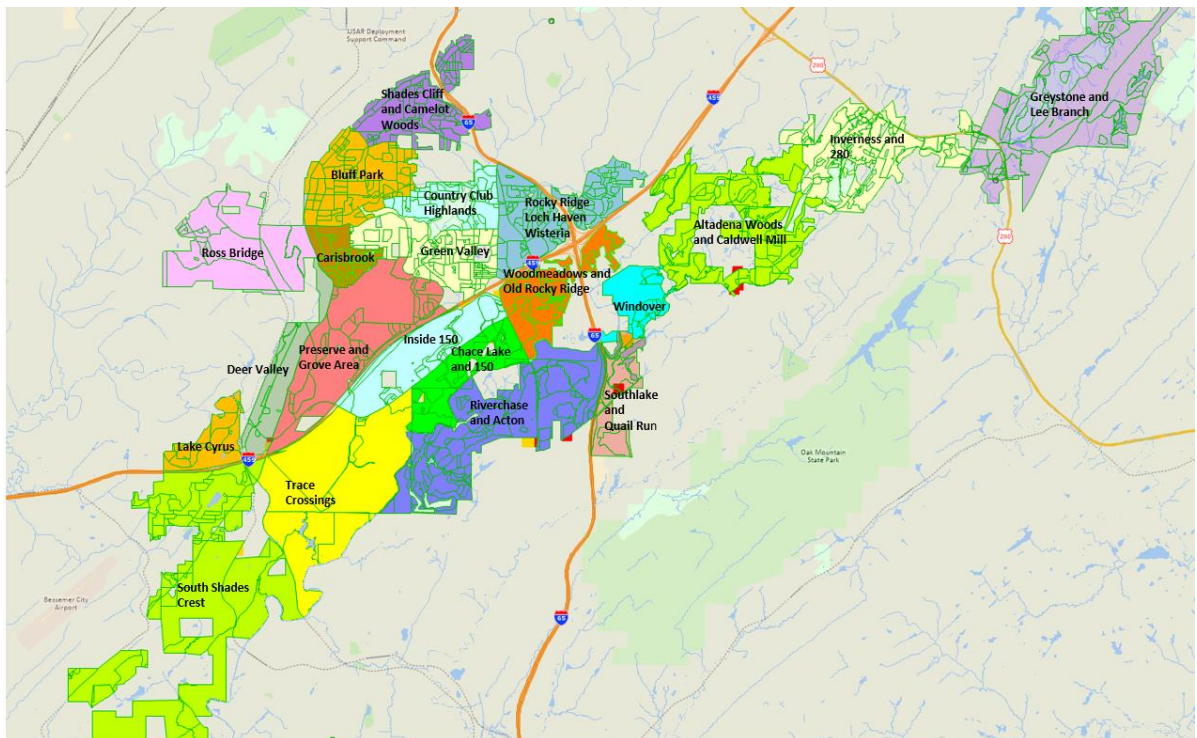 USAR Deployment
Support Command
280
459
Greystone and
Lee Branch
Shades Cliff
and Camelot
Woods
65
Inverness and
280
Bluff Park
Country Club
Highlands
Rocky Ridge
Loch Haven
Wisteria
Altadena Woods
and Caldwell Mill
280
Ross Bridge
Carisbrook
Green Valley
459
Woodmeadows and
Old Rocky Ridge
Windover
65
Inside 150
Preserve and
Grove Area
Chace Lake
and 150
Deer Valley
Riverchase
and Acton
Southlake
and
Quail Run
Lake Cyrus
459
Oak Mountain
State Park
Trace
Crossings
South Shades
Crest
Bessemer City
Airport
65